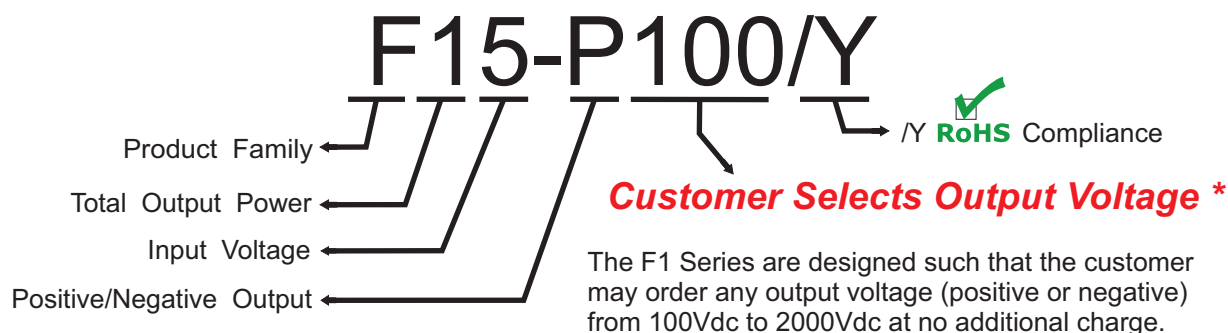 F15-P100/Y
Product Family
/Y RoHS Compliance
Total Output Power
Customer Selects Output Voltage *
Input Voltage
Positive/Negative Output
The F1 Series are designed such that the customer
may order any output voltage (positive or negative)
from 100Vdc to 2000Vdc at no additional charge.